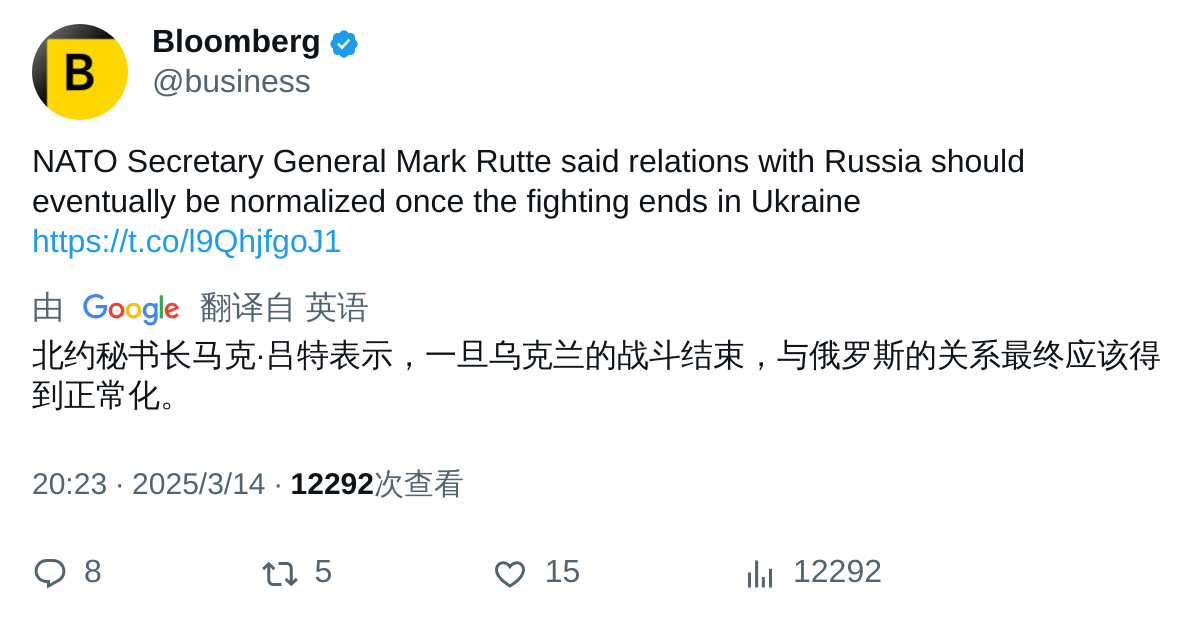 B
Bloomberg
@business
NATO Secretary General Mark Rutte said relations with Russia should
eventually be normalized once the fighting ends in Ukraine
https://t.co/l9QhjfgoJ1
由 Google 翻译自 英语
北约秘书长马克·吕特表示，一旦乌克兰的战斗结束，与俄罗斯的关系最终应该得
到正常化。
20:23 · 2025/3/14 · 12292次查看
8 5 15 12292